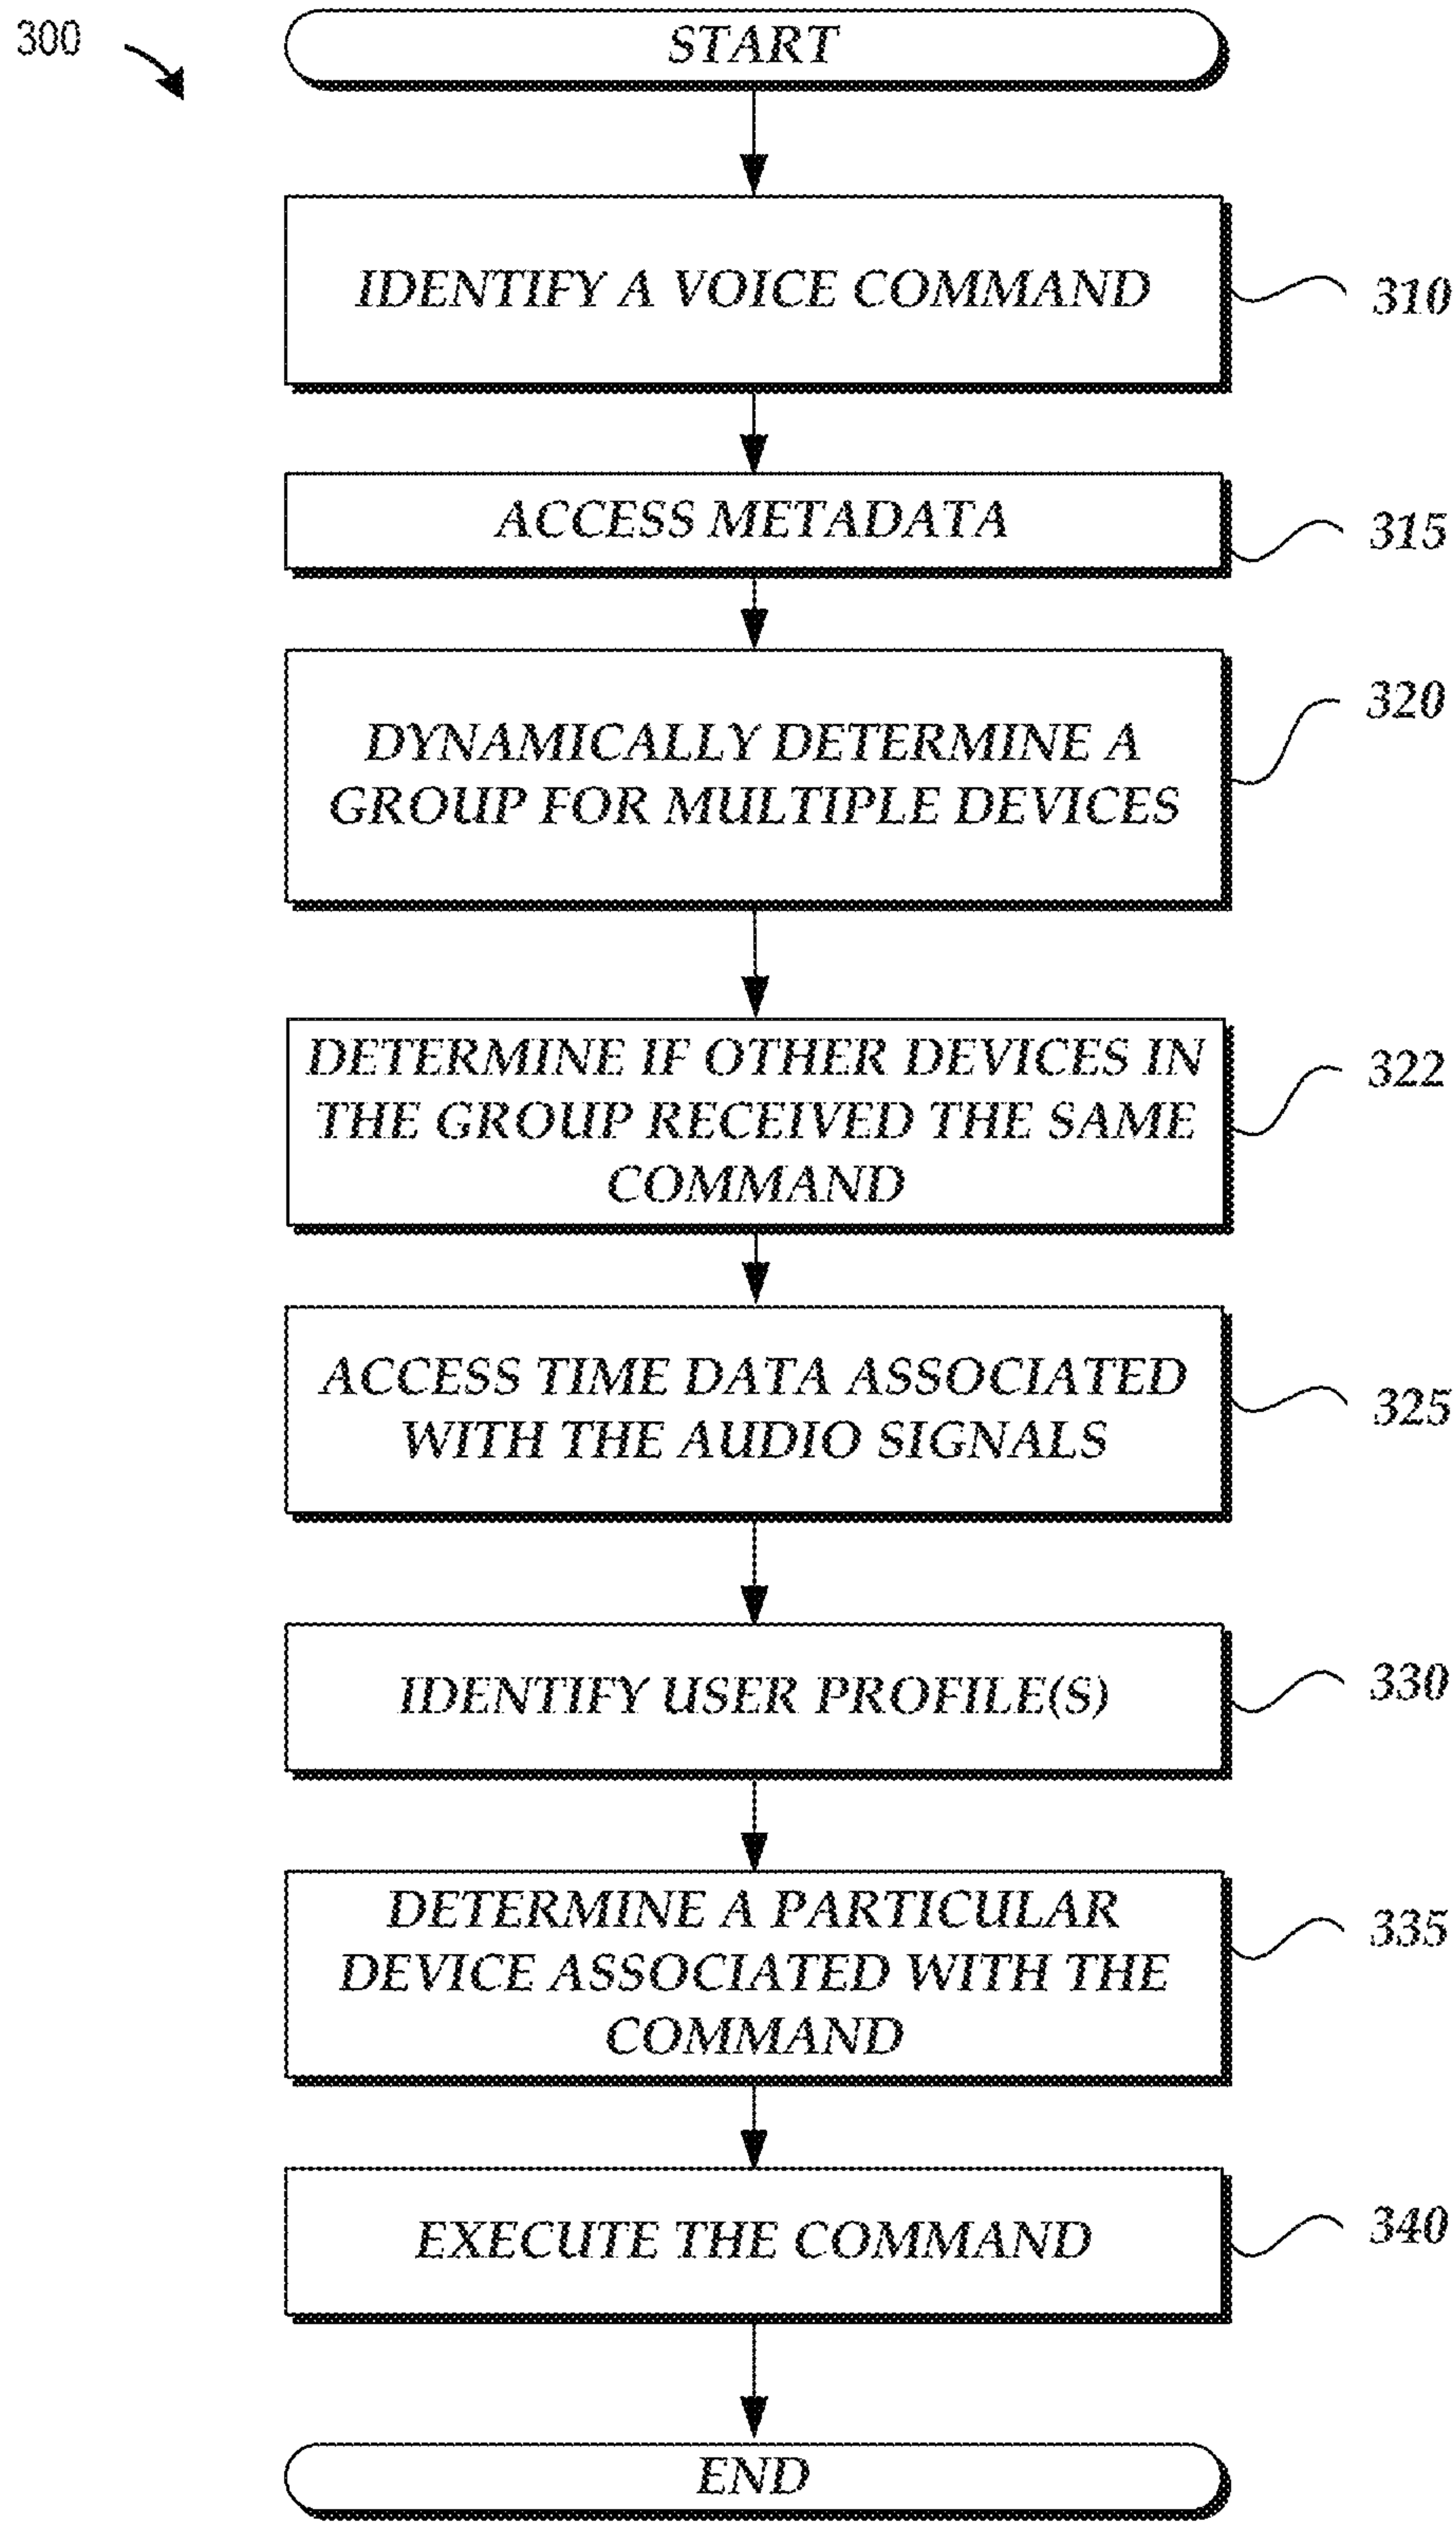 300
START
IDENTIFY A VOICE COMMAND
310
ACCESS METADATA
315
DYNAMICALLY DETERMINE A
GROUP FOR MULTIPLE DEVICES
320
DETERMINE IF OTHER DEVICES IN
THE GROUP RECEIVED THE SAME
COMMAND
322
ACCESS TIME DATA ASSOCIATED
WITH THE AUDIO SIGNALS
325
IDENTIFY USER PROFILE(S)
330
DETERMINE A PARTICULAR
DEVICE ASSOCIATED WITH THE
COMMAND
335
EXECUTE THE COMMAND
340
END